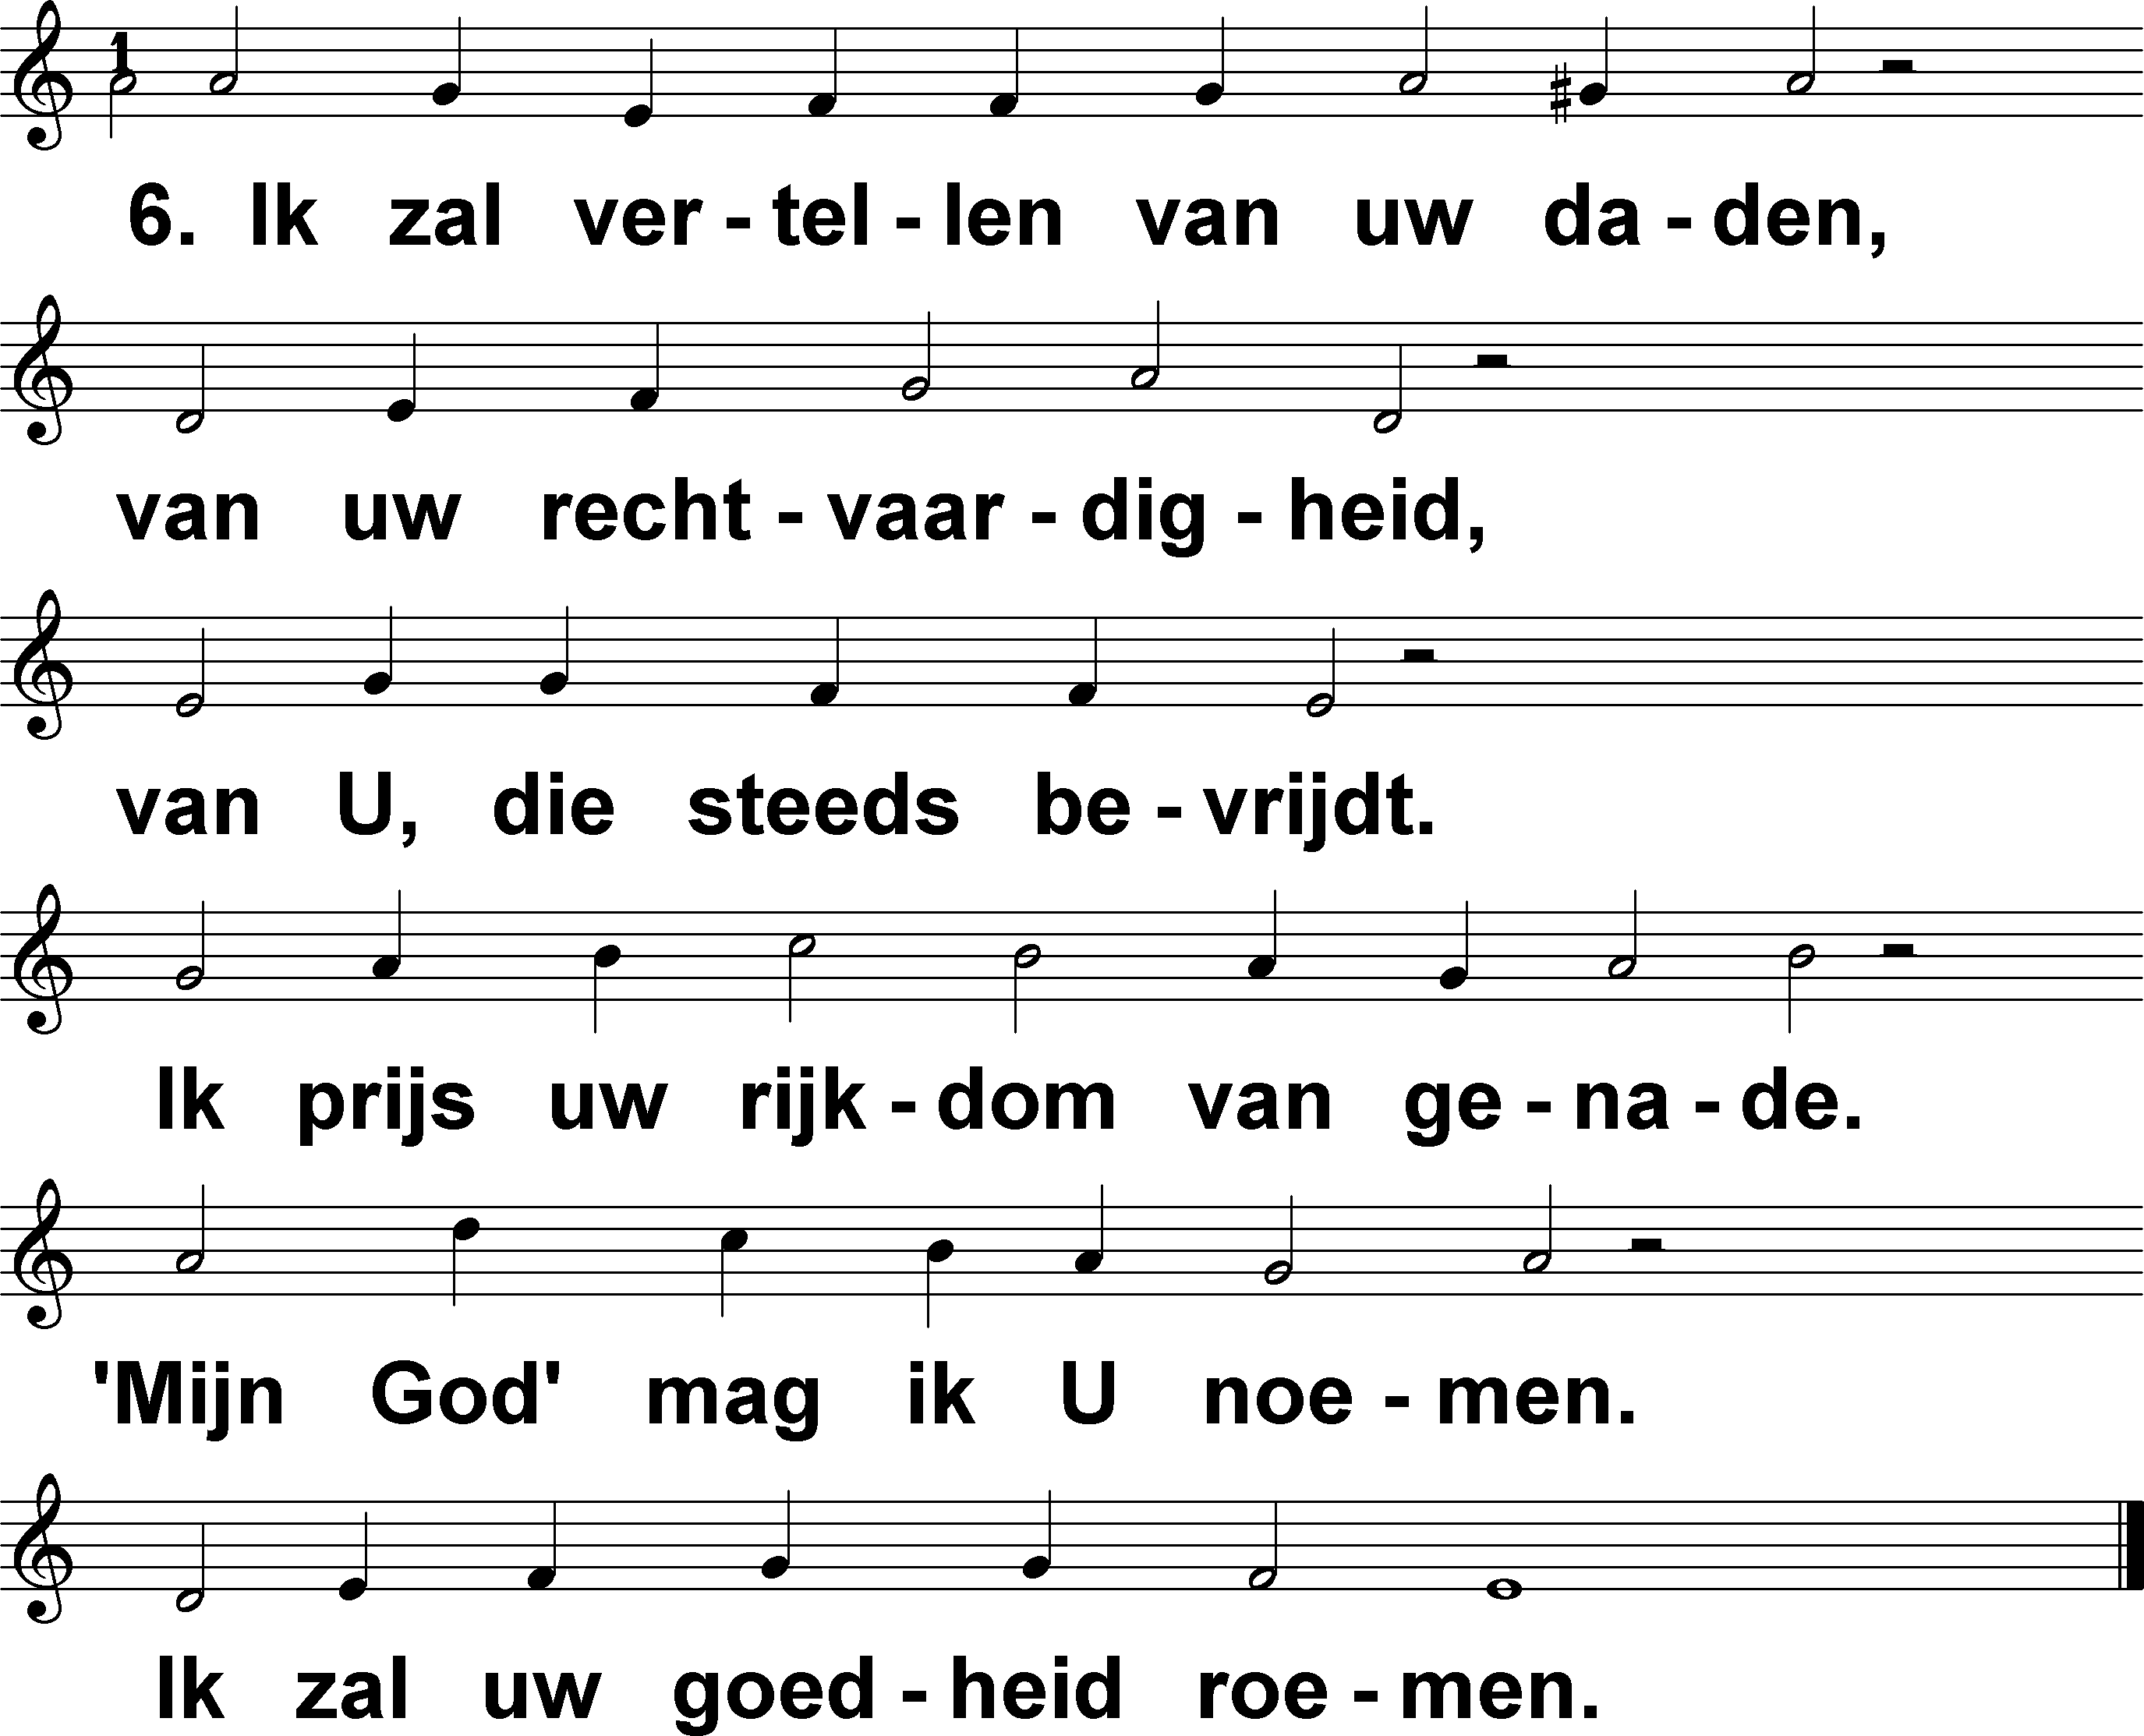 1
6. Ik zal ver - tel - len van uw da - den,
van uw recht - vaar - dig - heid,
van U, die steeds be - vrijdt.
Ik prijs uw rijk - dom van ge - na - de.
'Mijn God' mag ik U noe - men.
Ik zal uw goed - heid roe - men.